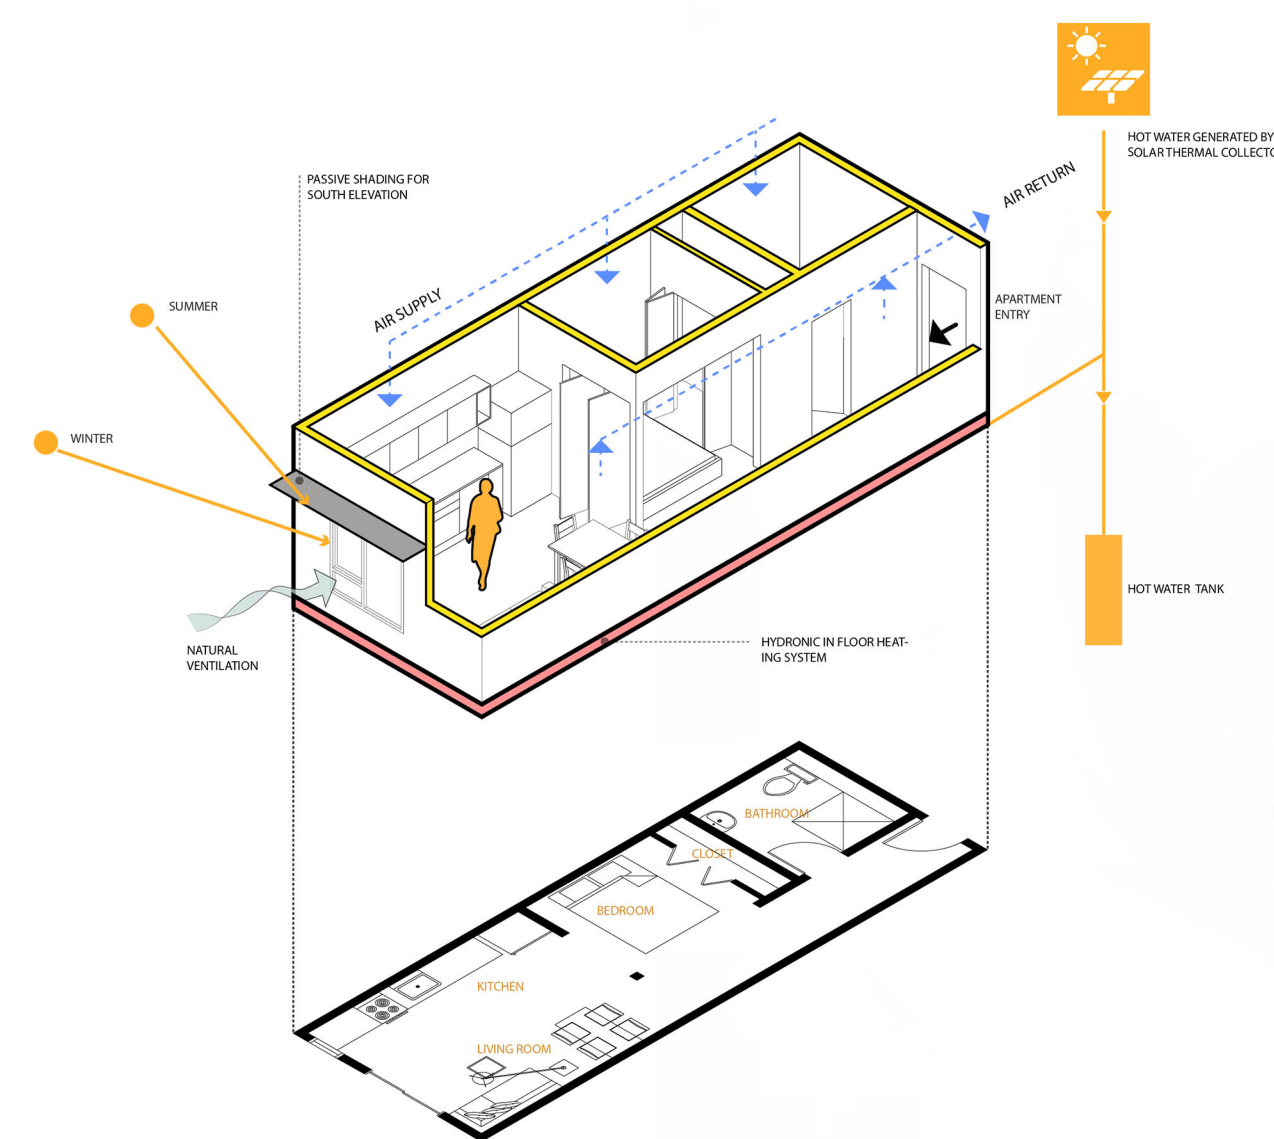 HOT WATER GENERATED BY
SOLAR THERMAL
PASSIVE SHADING FOR
SOUTH ELEVATION
AIR RETURN
AIR SUPPLY
SUMMER
APARTMENT
ENTRY
WINTER
HOT WATER TANK
NATURAL
VENTILATION
HYDRONIC IN FLOOR HEAT-
ING SYSTEM
BATHROOM
CLOSET
BEDROOM
KITCHEN
LIVING ROOM